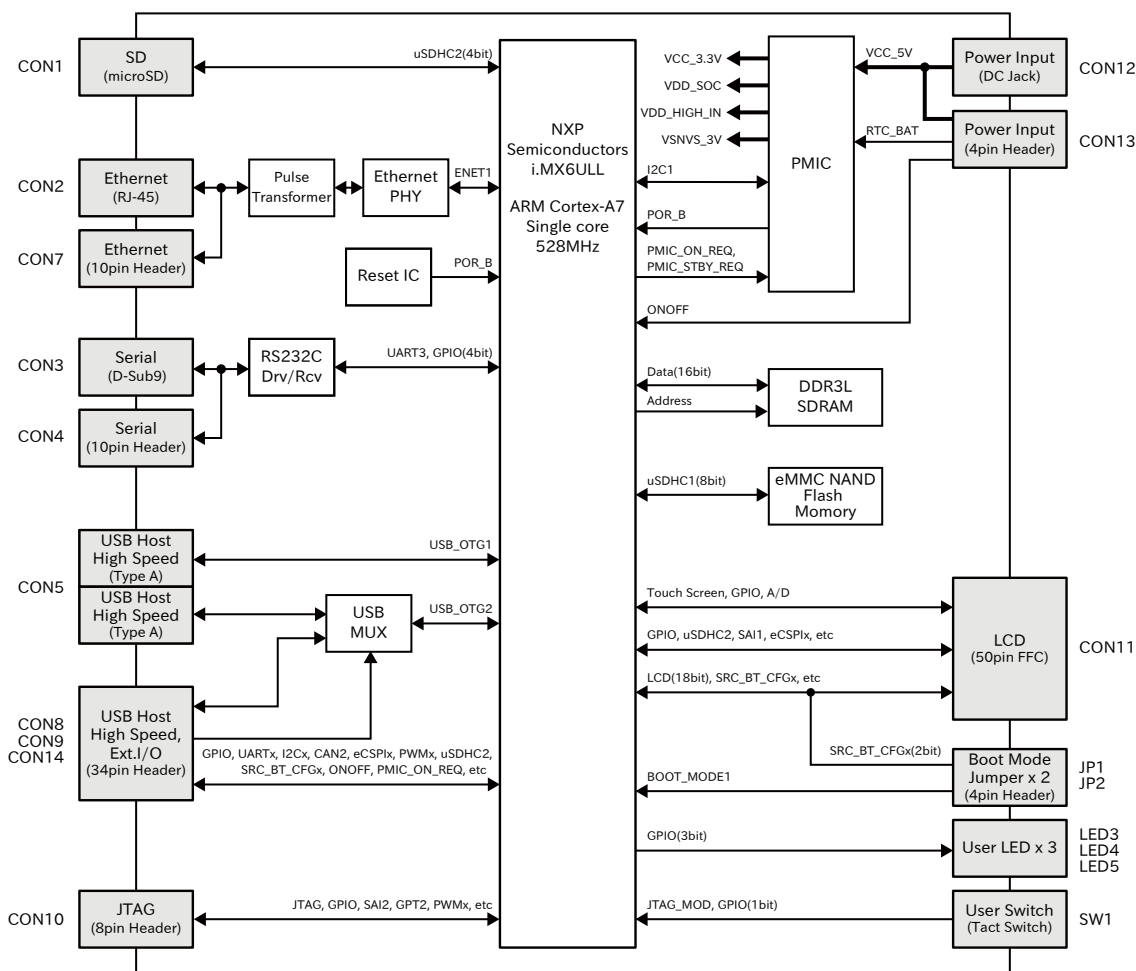 CON1
SD
(microSD)
uSDHC2(4bit)
CON2
Ethernet
(RJ-45)
Pulse
Transformer
Ethernet
PHY
ENET1
CON7
Ethernet
(10pin Header)
Reset IC
POR_B
CON3
Serial
(D-Sub9)
RS232C
Drv/Rcv
UART3, GPIO(4bit)
CON4
Serial
(10pin Header)
CON5
USB Host
High Speed
(Type A)
USB_OTG1
USB Host
High Speed
(Type A)
USB
MUX
USB_OTG2
CON8
CON9
CON14
USB Host
High Speed,
Ext.I/O
(34pin Header)
GPIO, UARTx, I2Cx, CAN2, eCSPIx, PWMx, uSDHC2,
SRC_BT_CFGx, ONOFF, PMIC_ON_REQ, etc
CON10
JTAG
(8pin Header)
JTAG, GPIO, SAI2, GPT2, PWMx, etc
NXP
Semiconductors
i.MX6ULL
ARM Cortex-A7
Single core
528MHz
VCC_3.3V
VDD_SOC
VDD_HIGH_IN
VSNVS_3V
I2C1
POR_B
PMIC_ON_REQ,
PMIC_STBY_REQ
PMIC
VCC_5V
RTC_BAT
Power Input
(DC Jack)
CON12
Power Input
(4pin Header)
CON13
ONOFF
Data(16bit)
Address
DDR3L
SDRAM
uSDHC1(8bit)
eMMC NAND
Flash
Momory
Touch Screen, GPIO, A/D
GPIO, uSDHC2, SAI1, eCSPIx, etc
LCD(18bit), SRC_BT_CFGx, etc
LCD
(50pin FFC)
CON11
SRC_BT_CFGx(2bit)
BOOT_MODE1
Boot Mode
Jumper x 2
(4pin Header)
JP1
JP2
GPIO(3bit)
User LED x 3
LED3
LED4
LED5
JTAG_MOD, GPIO(1bit)
User Switch
(Tact Switch)
SW1